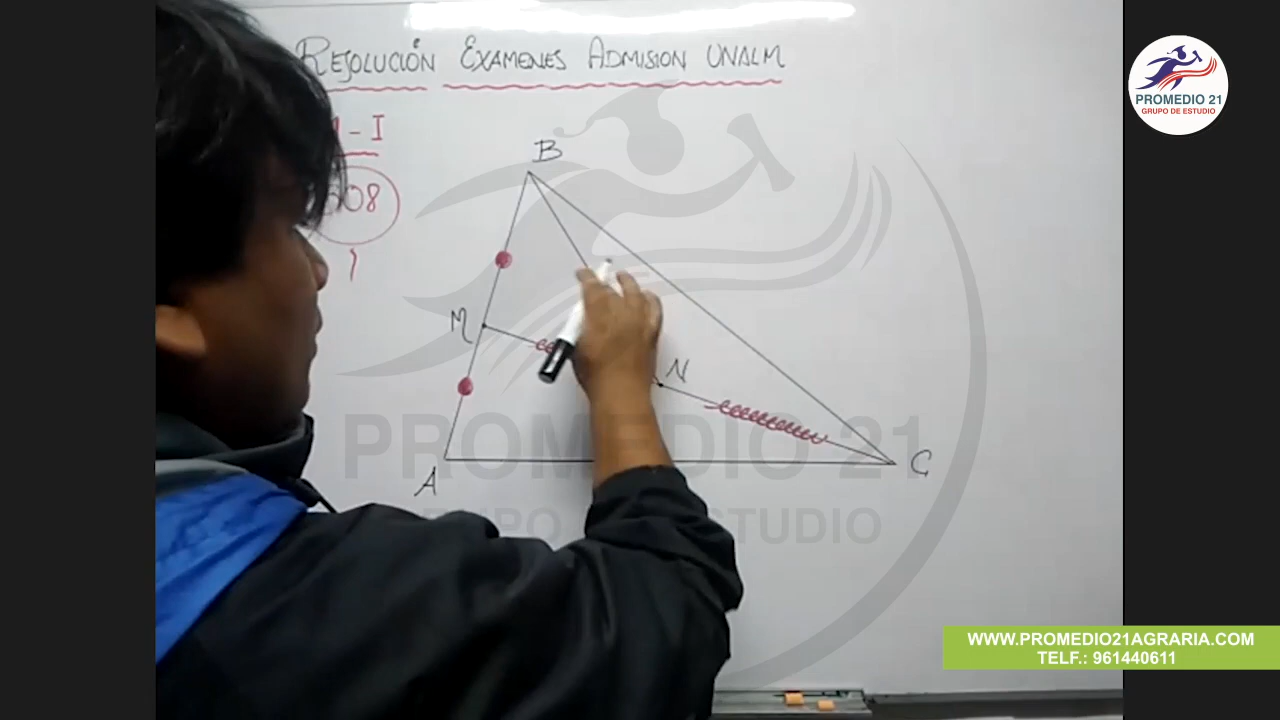 RESOLUCIÓN EXAMENES ADMISION UNALM
- I
08
B
M
N
A
C
PROMEDIO 21
GRUPO DE ESTUDIO
PROMEDIO 21
GRUPO DE ESTUDIO
WWW.PROMEDIO21AGRARIA.COM
TELF.: 961440611